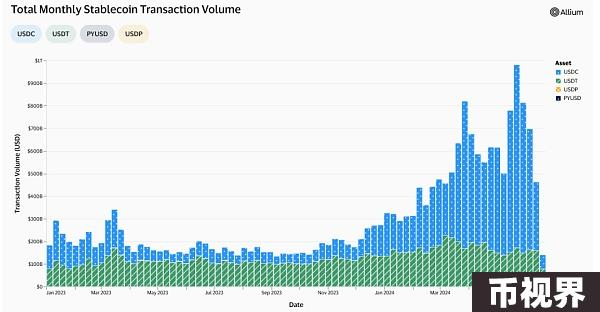 Total Monthly Stablecoin Transaction Volume
Allium
USDC USDT PYUSD USDP
$1T
$900B
$800B
$700B
$600B
$500B
$400B
$300B
$200B
$100B
$0
Transaction Volume (USD)
Jan 2023 Mar 2023 May 2023 Jul 2023 Sep 2023 Nov 2023 Jan 2024 Mar 2024
Date
Asset
USDC
USDT
USDP
PYUSD
币视界